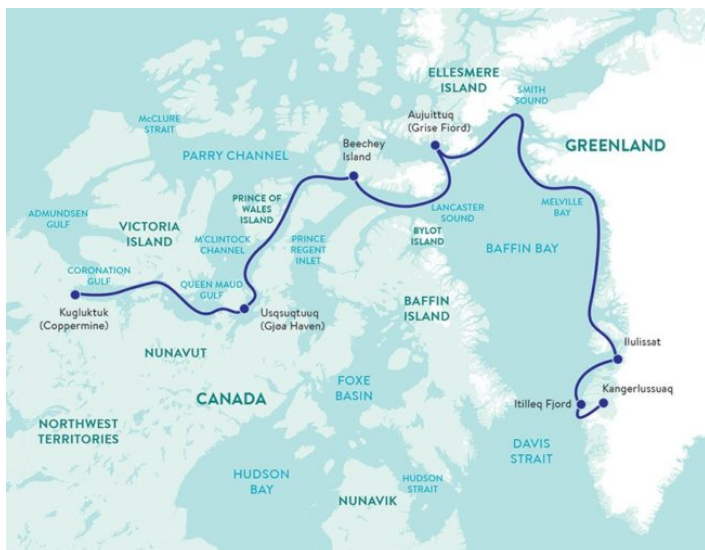 ELLESMERE
ISLAND
SMITH
SOUND
McCLURE
STRAIT
Aujuittuq
(Grise Fiord)
GREENLAND
Beechey
Island
PARRY CHANNEL
PRINCE OF
WALES ISLAND
LANCASTER
SOUND
MELVILLE
BAY
ADMUNDSEN
GULF
VICTORIA
ISLAND
M'CLINTOCK
CHANNEL
PRINCE
REGENT
INLET
BYLOT
ISLAND
BAFFIN BAY
CORONATION
GULF
QUEEN MAUD
GULF
BAFFIN
ISLAND
Kugluktuk
(Coppermine)
Usqsuqtuuq
(Gjøa Haven)
Ilulissat
NUNAVUT
FOXE
BASIN
Kangerlussuaq
Itilleq Fjord
CANADA
NORTHWEST
TERRITORIES
DAVIS
STRAIT
HUDSON
BAY
HUDSON
STRAIT
NUNAVIK